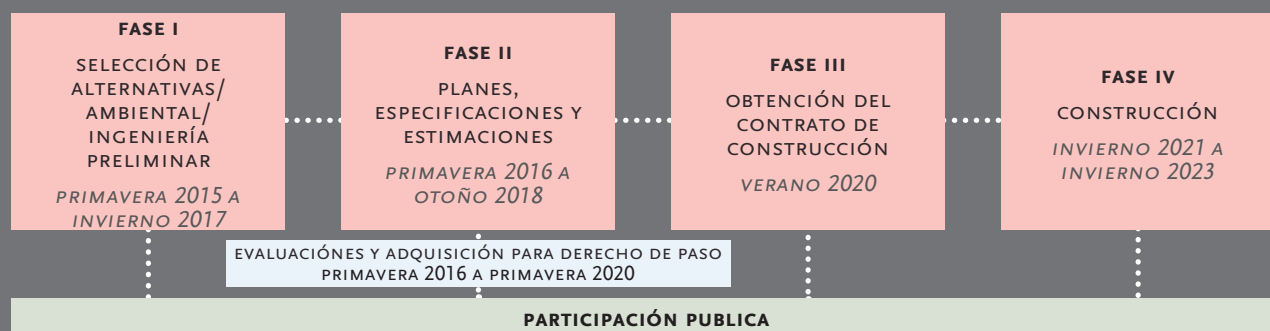 FASE I
SELECCIÓN DE
ALTERNATIVAS/
AMBIENTAL/
INGENIERÍA
PRELIMINAR
PRIMAVERA 2015 A
INVIERNO 2017
FASE II
PLANES,
ESPECIFICACIONES Y
ESTIMACIONES
PRIMAVERA 2016 A
OTOÑO 2018
FASE III
OBTENCIÓN DEL
CONTRATO DE
CONSTRUCCIÓN
VERANO 2020
FASE IV
CONSTRUCCIÓN
INVIERNO 2021 A
INVIERNO 2023
EVALUACIÓNES Y ADQUISICIÓN PARA DERECHO DE PASO
PRIMAVERA 2016 A PRIMAVERA 2020
PARTICIPACIÓN PUBLICA